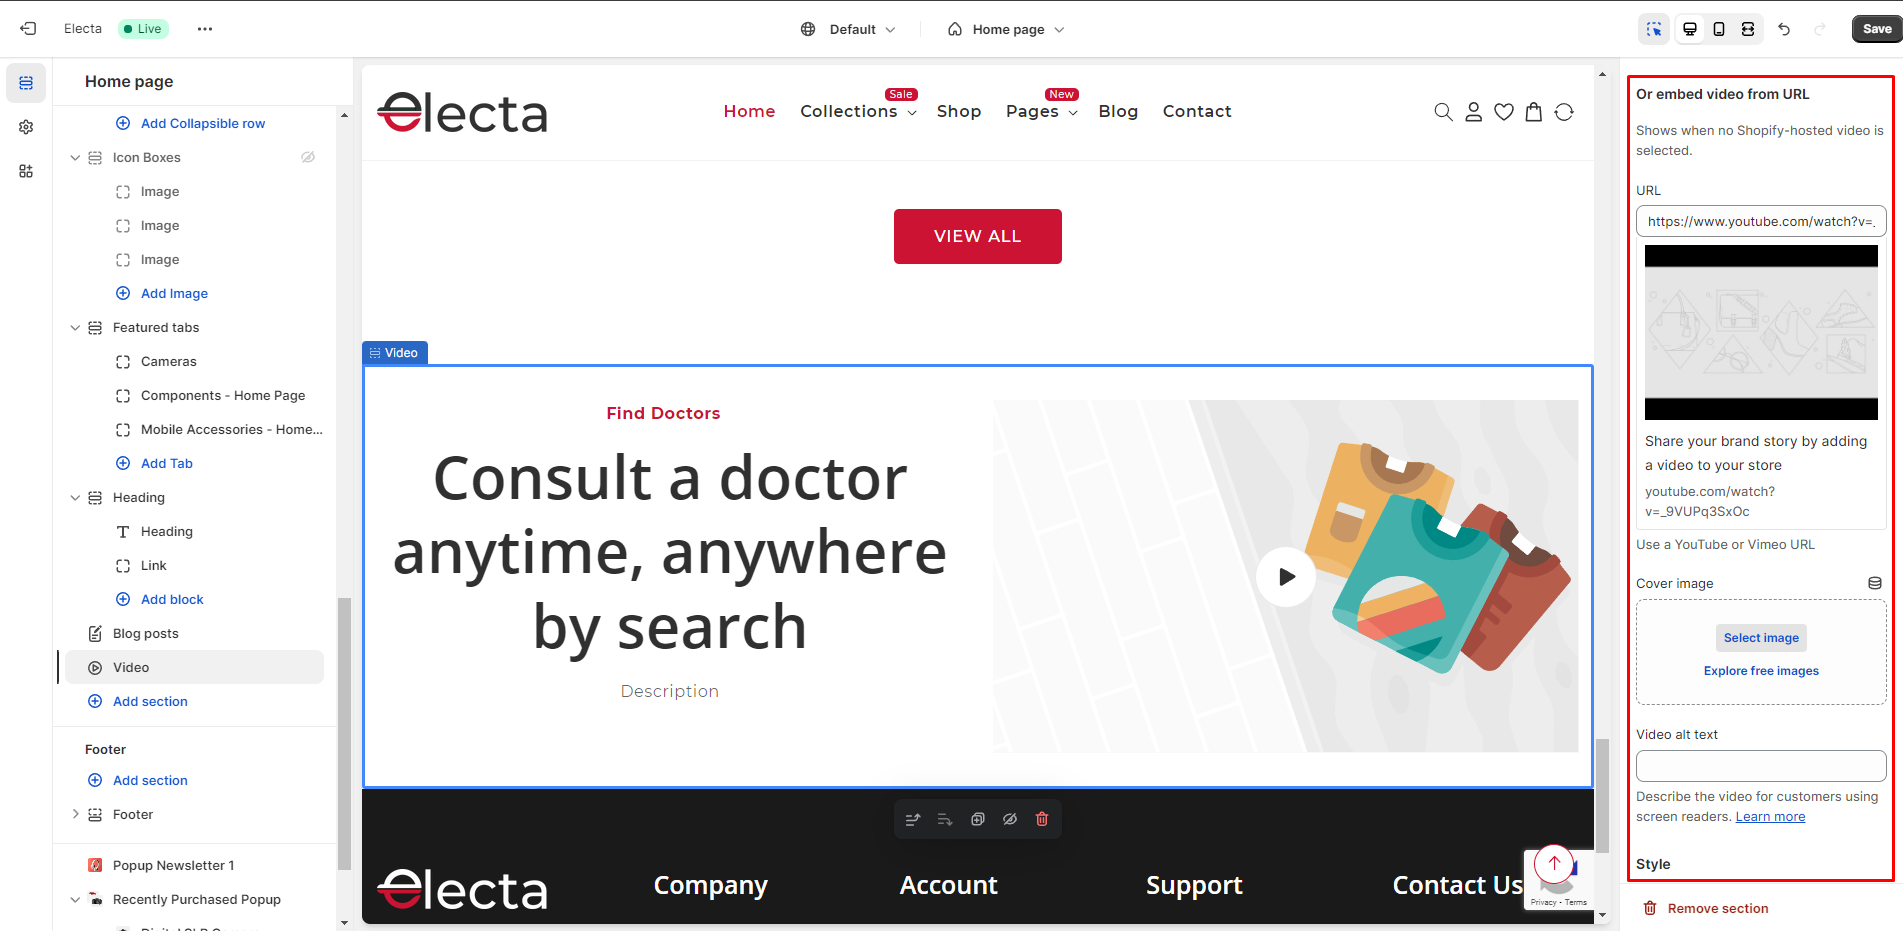 Electa
Live
Default
Home page
Save
Home page
Add Collapsible row
Icon Boxes
Image
Image
Image
Add Image
Featured tabs
Cameras
Components - Home Page
Mobile Accessories - Home...
Add Tab
Heading
Heading
Link
Add block
Blog posts
Video
Add section
Footer
Add section
Footer
Popup Newsletter 1
Recently Purchased Popup
electa
Home
Collections
Sale
Shop
Pages
New
Blog
Contact
VIEW ALL
Video
Find Doctors
Consult a doctor
anytime, anywhere
by search
Description
electa
Company
Account
Support
Contact Us
Privacy - Terms
Or embed video from URL
Shows when no Shopify-hosted video is
selected.
URL
https://www.youtube.com/watch?v=_
Share your brand story by adding
a video to your store
youtube.com/watch?
v=_9VUPq3SxOc
Use a YouTube or Vimeo URL
Cover image
Select image
Explore free images
Video alt text
Describe the video for customers using
screen readers. Learn more
Style
Remove section